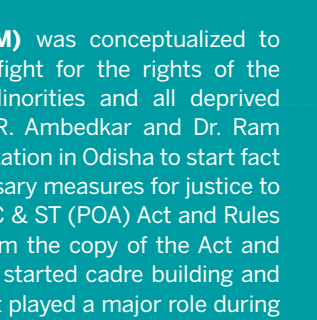 M) was conceptualized to
fight for the rights of the
inorities and all deprived
R. Ambedkar and Dr. Ram
ation in Odisha to start fact
sary measures for justice to
C & ST (POA) Act and Rules
m the copy of the Act and
started cadre building and
t played a major role during